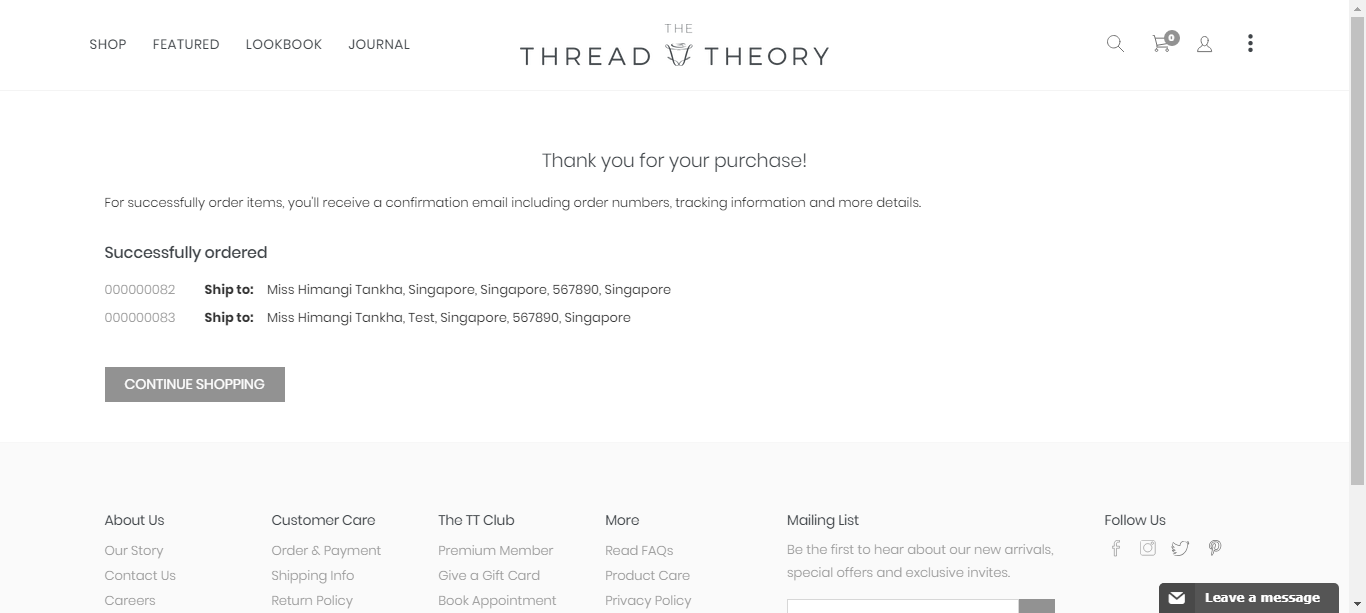 SHOP FEATURED LOOKBOOK JOURNAL
THE
THREAD THEORY
0
Thank you for your purchase!
For successfully order items, you'll receive a confirmation email including order numbers, tracking information and more details.
Successfully ordered
000000082 Ship to: Miss Himangi Tankha, Singapore, Singapore, 567890, Singapore
000000083 Ship to: Miss Himangi Tankha, Test, Singapore, 567890, Singapore
CONTINUE SHOPPING
About Us Customer Care The TT Club More Mailing List Follow Us
Our Story Order & Payment Premium Member Read FAQs Be the first to hear about our new arrivals,
Contact Us Shipping Info Give a Gift Card Product Care special offers and exclusive invites.
Careers Return Policy Book Appointment Privacy Policy
Leave a message